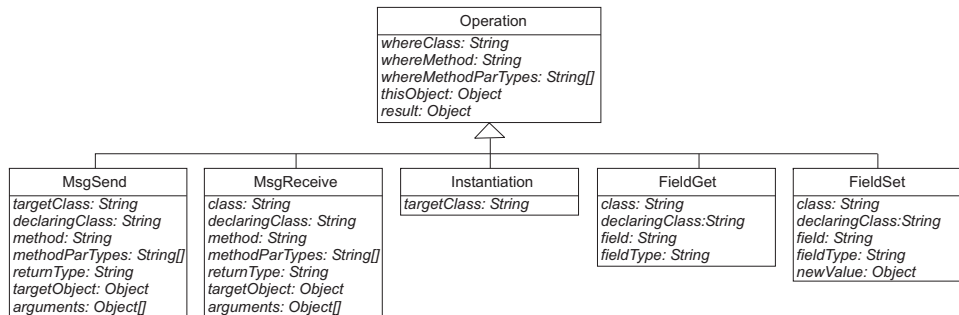 Operation
whereClass: String
whereMethod: String
whereMethodParTypes: String[]
thisObject: Object
result: Object
MsgSend
targetClass: String
declaringClass: String
method: String
methodParTypes: String[]
returnType: String
targetObject: Object
arguments: Object[]
MsgReceive
class: String
declaringClass: String
method: String
methodParTypes: String[]
returnType: String
targetObject: Object
arguments: Object[]
Instantiation
targetClass: String
FieldGet
class: String
declaringClass:String
field: String
fieldType: String
FieldSet
class: String
declaringClass:String
field: String
fieldType: String
newValue: Object